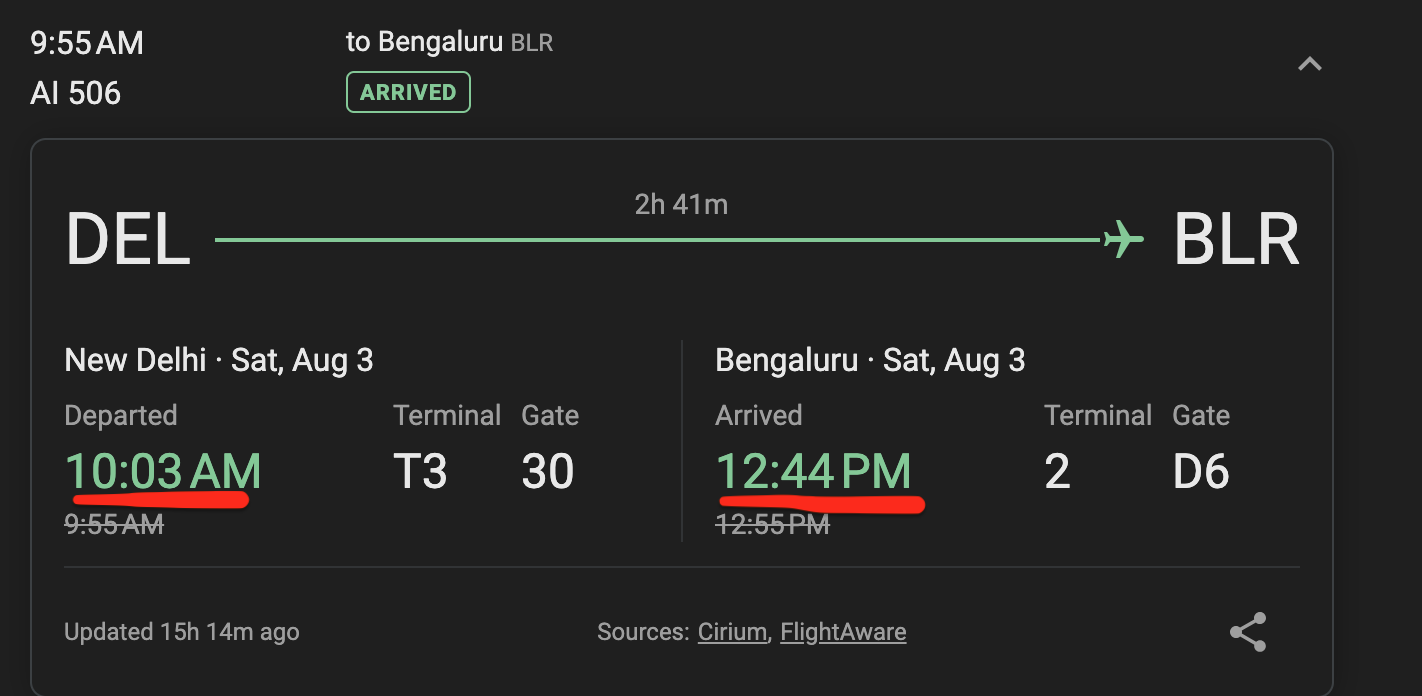 9:55 AM
to Bengaluru BLR
AI 506
ARRIVED
2h 41m
DEL
BLR
New Delhi · Sat, Aug 3
Departed
Terminal
Gate
10:03 AM
T3
30
9:55 AM
Bengaluru · Sat, Aug 3
Arrived
Terminal
Gate
12:44 PM
2
D6
12:55 PM
Updated 15h 14m ago
Sources: Cirium, FlightAware